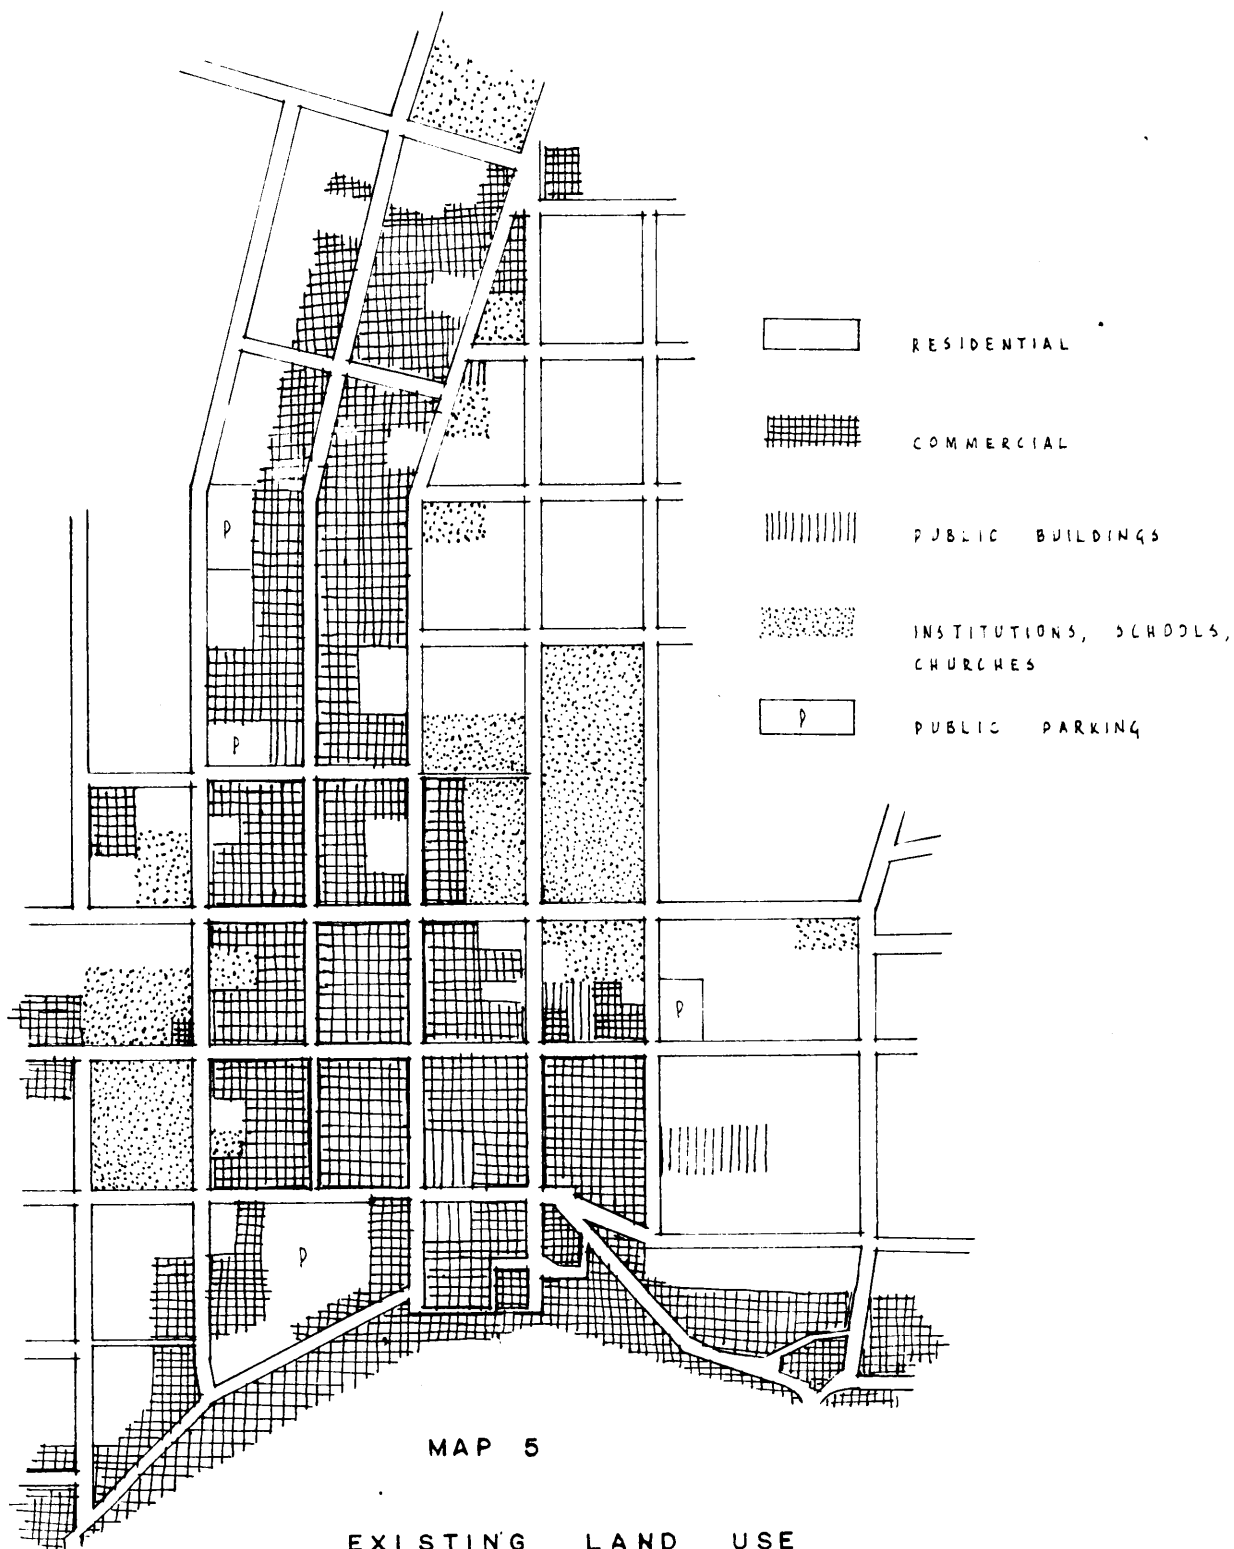 RESIDENTIAL
COMMERCIAL
PUBLIC BUILDINGS
INSTITUTIONS, SCHOOLS,
CHURCHES
P PUBLIC PARKING
P
P
P
P
MAP 5
EXISTING LAND USE